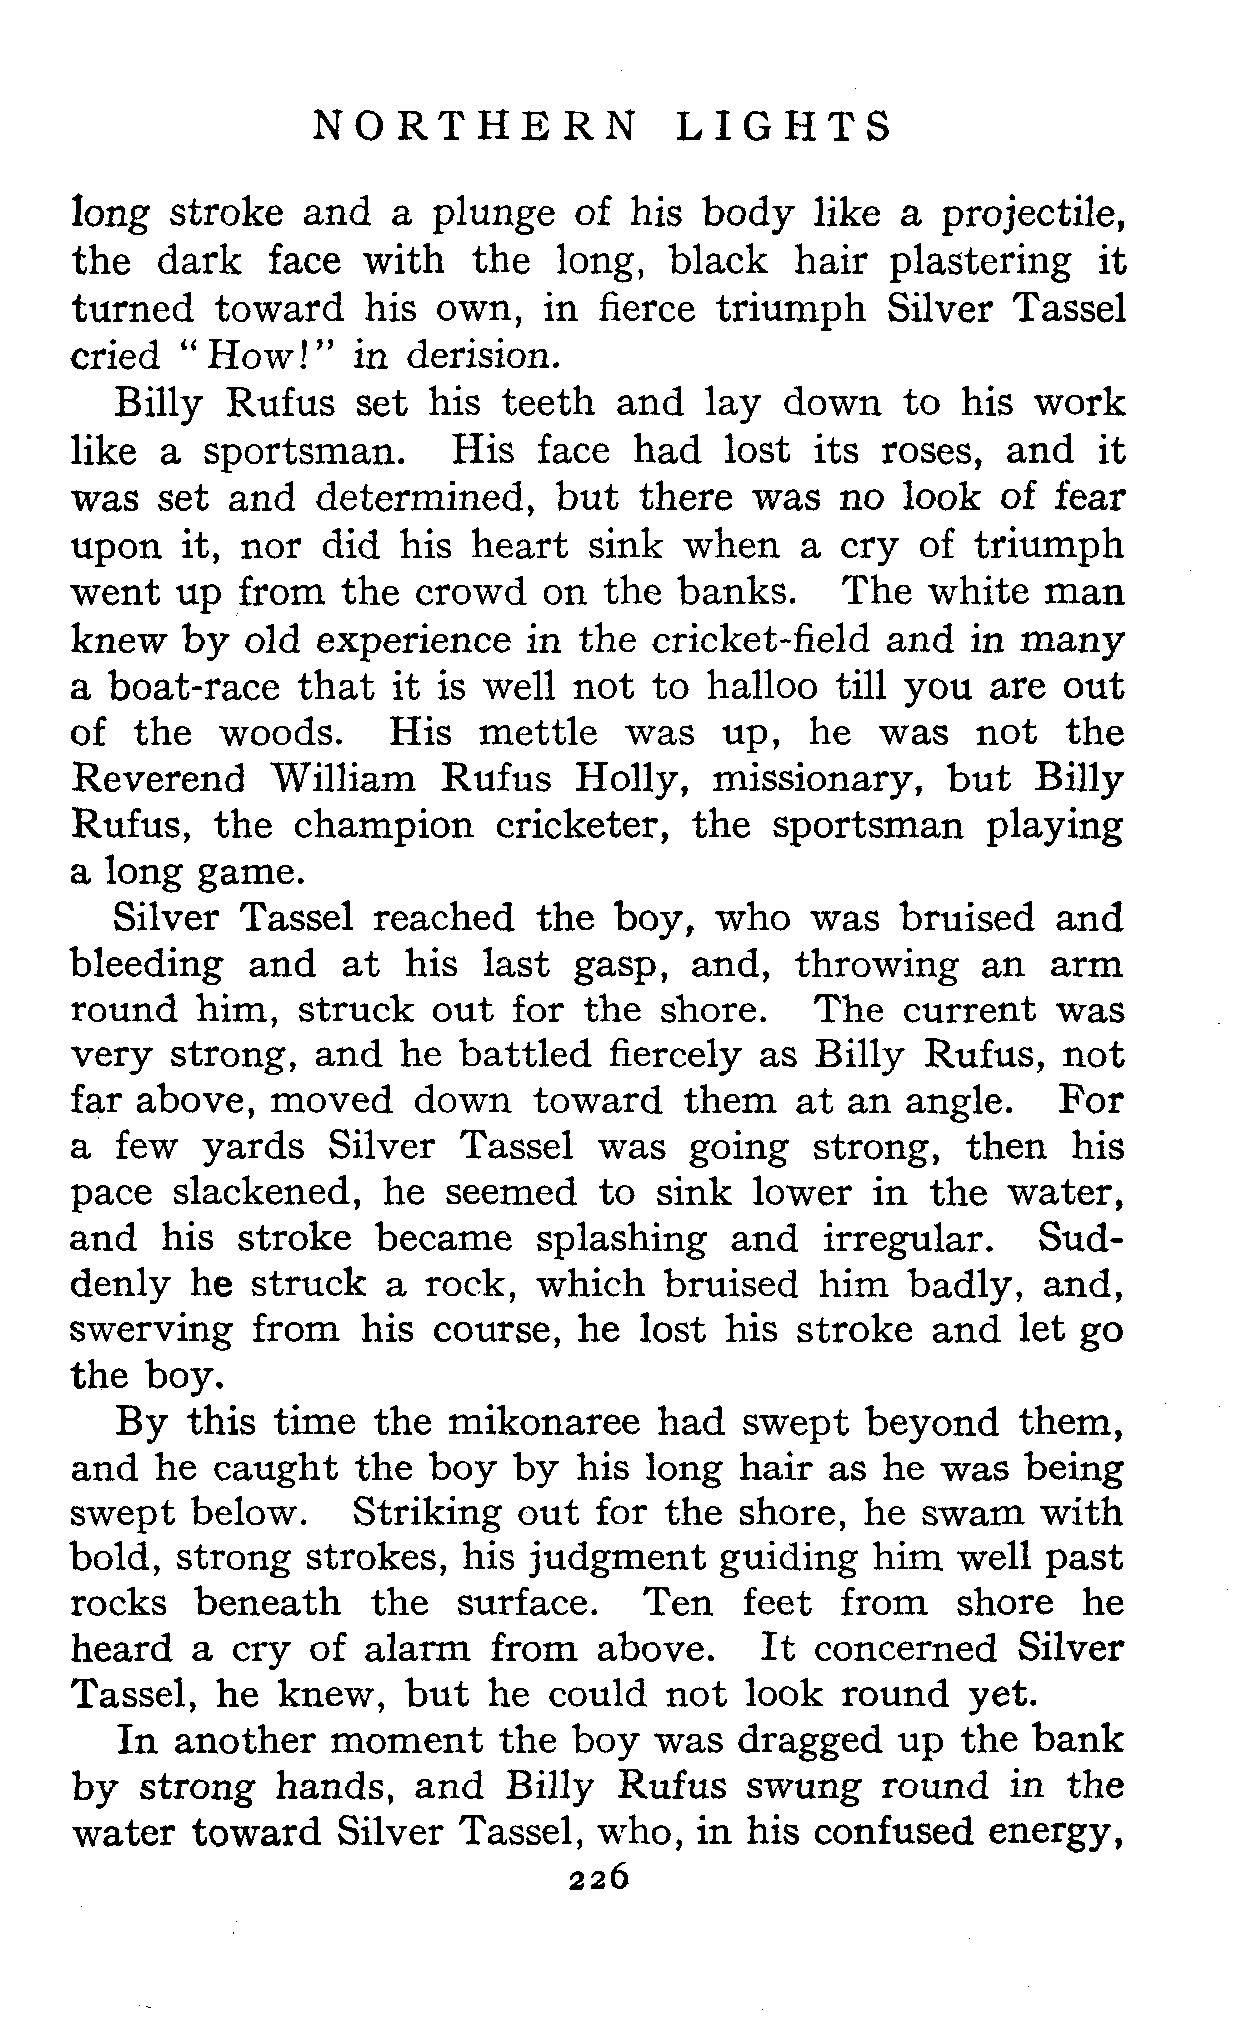 NORTHERN LIGHTS
long stroke and a plunge of his body like a projectile,
the dark face with the long, black hair plastering it
turned toward his own, in fierce triumph Silver Tassel
cried “How!” in derision.
Billy Rufus set his teeth and lay down to his work
like a sportsman. His face had lost its roses, and it
was set and determined, but there was no look of fear
upon it, nor did his heart sink when a cry of triumph
went up from the crowd on the banks. The white man
knew by old experience in the cricket-field and in many
a boat-race that it is well not to halloo till you are out
of the woods. His mettle was up, he was not the
Reverend William Rufus Holly, missionary, but Billy
Rufus, the champion cricketer, the sportsman playing
a long game.
Silver Tassel reached the boy, who was bruised and
bleeding and at his last gasp, and, throwing an arm
round him, struck out for the shore. The current was
very strong, and he battled fiercely as Billy Rufus, not
far above, moved down toward them at an angle. For
a few yards Silver Tassel was going strong, then his
pace slackened, he seemed to sink lower in the water,
and his stroke became splashing and irregular. Sud-
denly he struck a rock, which bruised him badly, and,
swerving from his course, he lost his stroke and let go
the boy.
By this time the mikonaree had swept beyond them,
and he caught the boy by his long hair as he was being
swept below. Striking out for the shore, he swam with
bold, strong strokes, his judgment guiding him well past
rocks beneath the surface. Ten feet from shore he
heard a cry of alarm from above. It concerned Silver
Tassel, he knew, but he could not look round yet.
In another moment the boy was dragged up the bank
by strong hands, and Billy Rufus swung round in the
water toward Silver Tassel, who, in his confused energy,
226